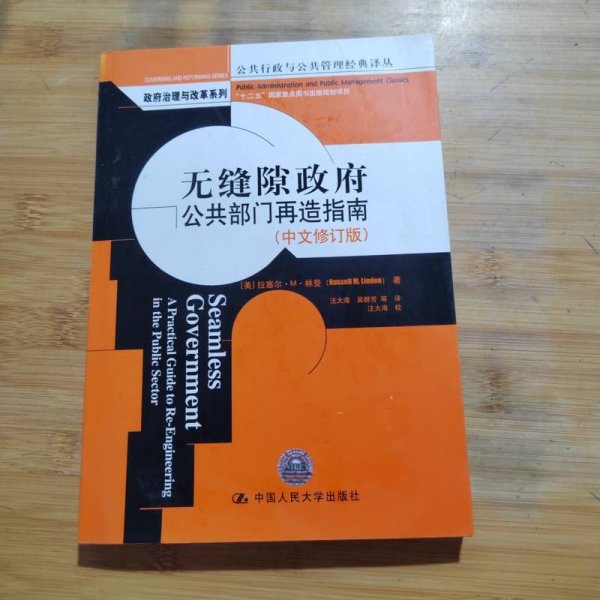 公共行政与公共管理经典译丛
GOVERNING AND REFORMING SERIES
Public Administration and Public Management Classics
政府治理与改革系列
"十二五"国家重点图书出版规划项目
无缝隙政府
公共部门再造指南
（中文修订版）
[美] 拉塞尔·M·林登（Russell M. Linden） 著
汪大海 吴群芳 等 译
汪大海 校
Seamless
Government
A Practical Guide to Re-Engineering
in the Public Sector
中国人民大学出版社